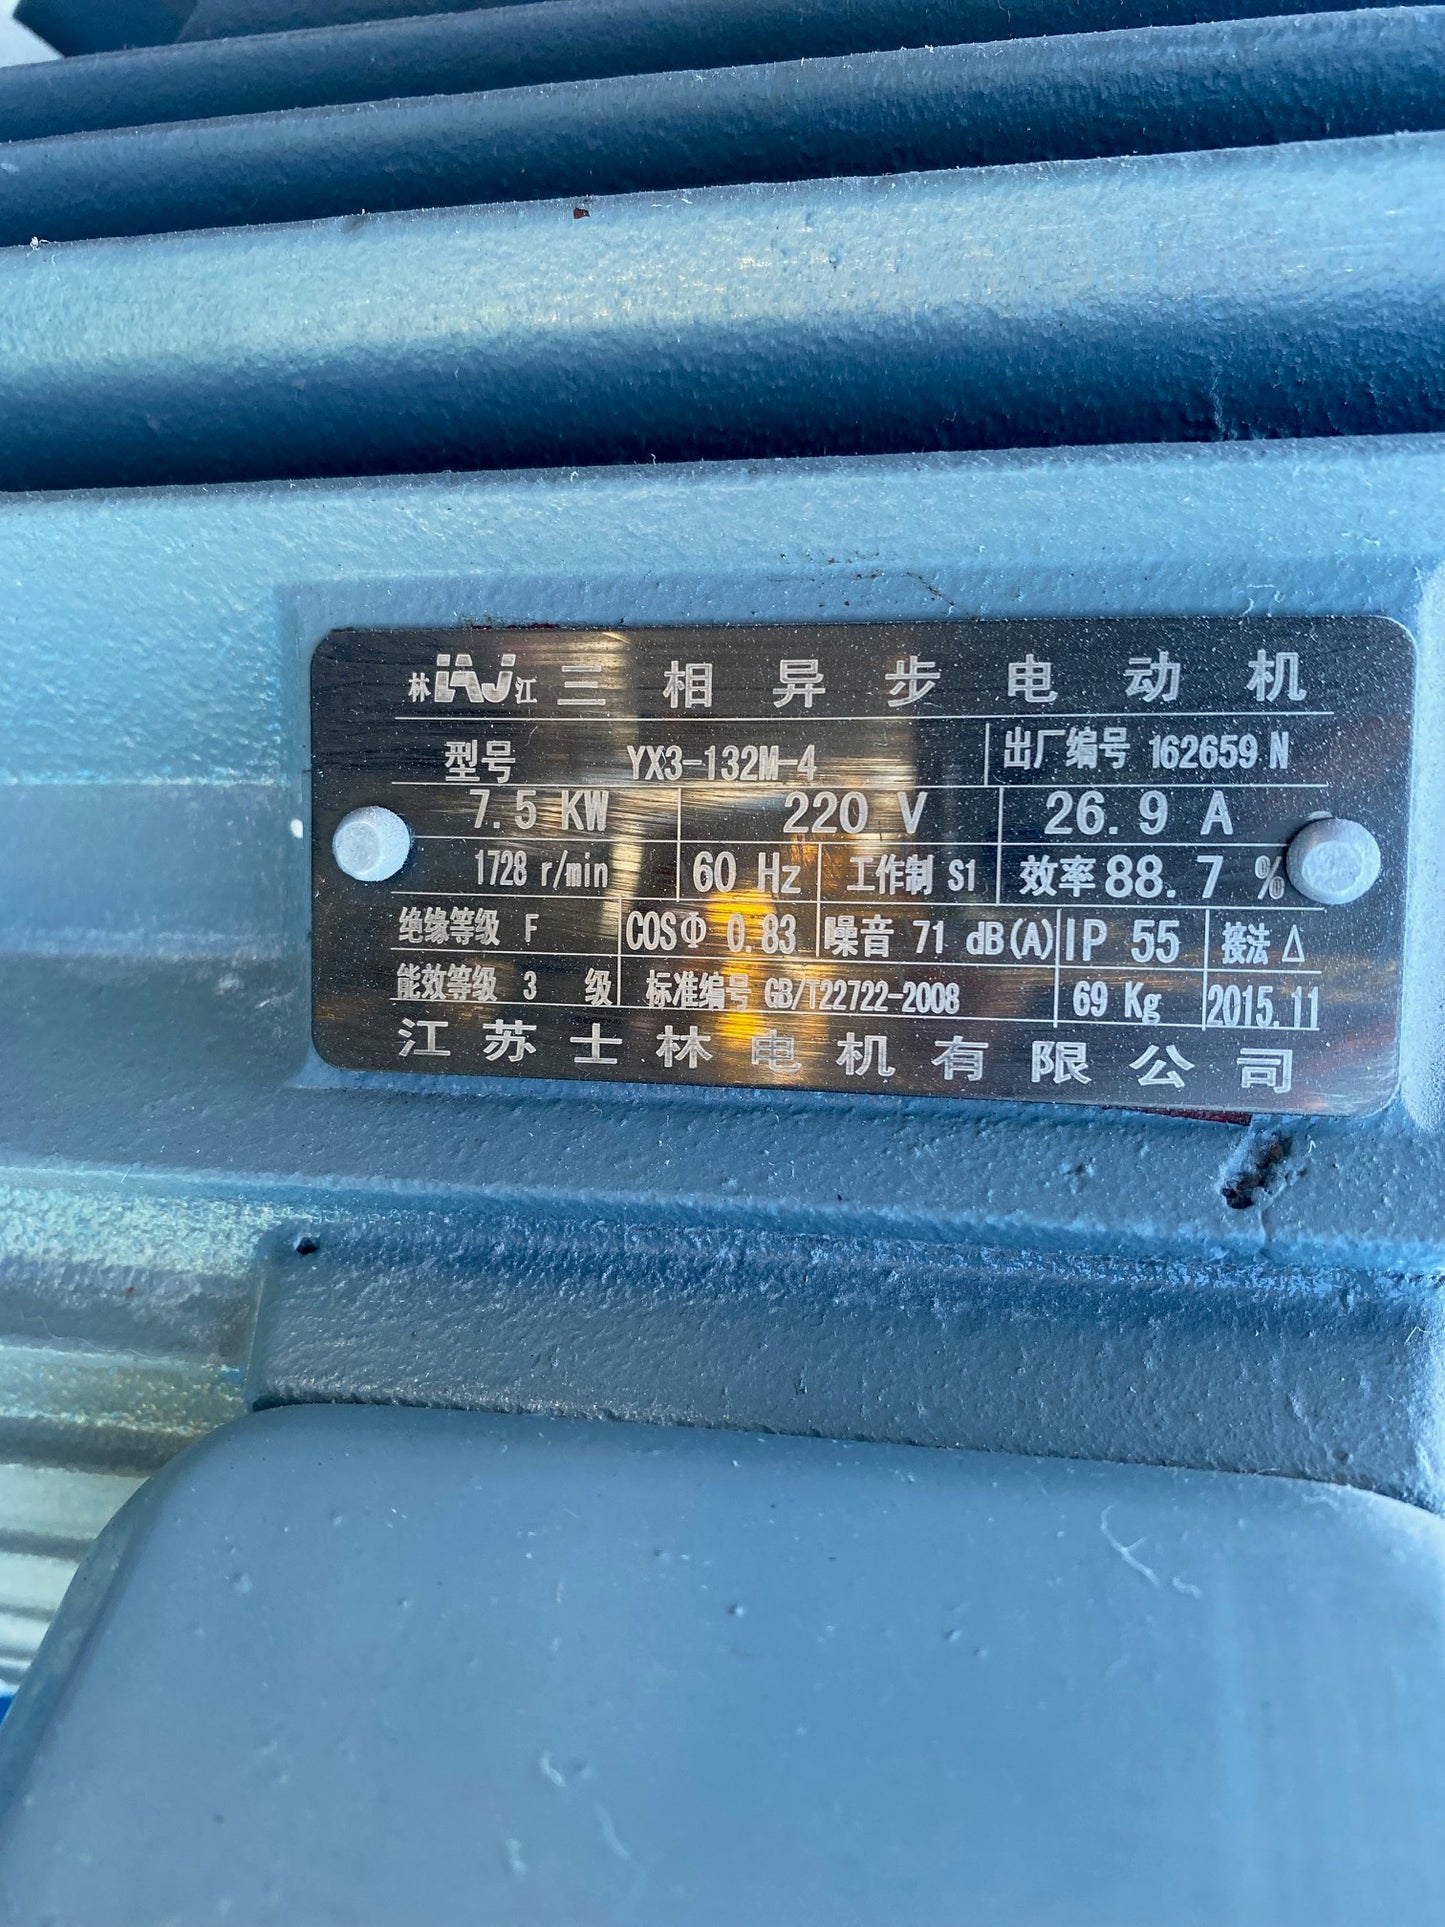 林 LAJ 江 三相异步电动机
型号 YX3-132M-4 出厂编号 162659 N
7.5 KW 220 V 26.9 A
1728 r/min 60 Hz 工作制 S1 效率 88.7 %
绝缘等级 F COSΦ 0.83 噪音 71 dB(A) IP 55 接法 Δ
能效等级 3 级 标准编号 GB/T22722-2008 69 Kg 2015.11
江苏士林电机有限公司